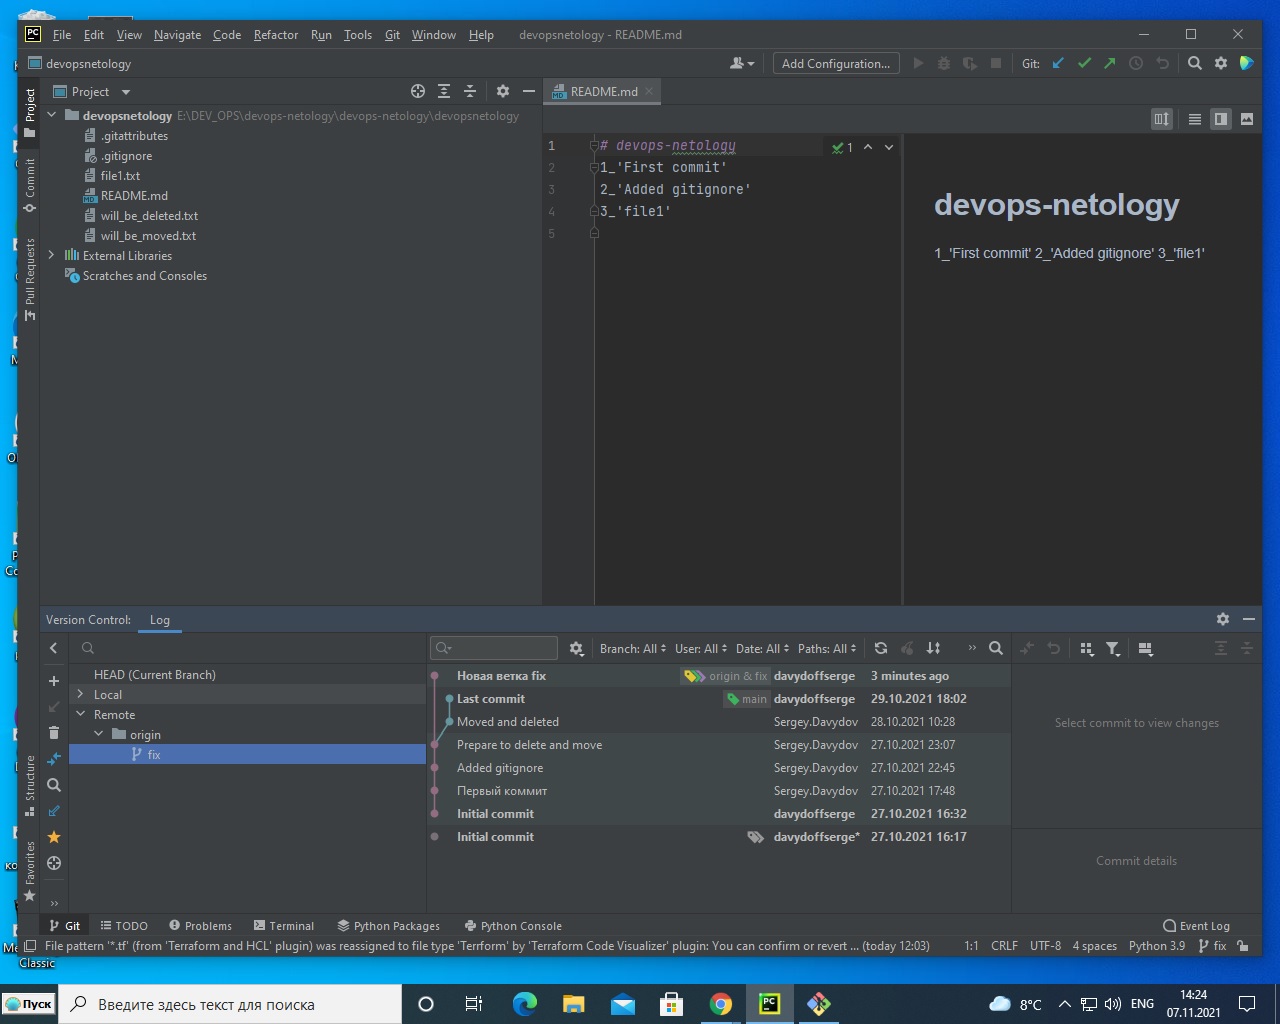 PC File Edit View Navigate Code Refactor Run Tools Git Window Help devopsnetology - README.md
devopsnetology Add Configuration... Git:
Project
README.md
devopsnetology E:\DEV_OPS\devops-netology\devops-netology\devopsnetology
.gitattributes
.gitignore
file1.txt
README.md
will_be_deleted.txt
will_be_moved.txt
External Libraries
Scratches and Consoles
Project
Commit
Pull Requests
Structure
Favorites
1 # devops-netology
2 1_'First commit'
3 2_'Added gitignore'
4 3_'file1'
5
1
devops-netology
1_'First commit' 2_'Added gitignore' 3_'file1'
Version Control: Log
HEAD (Current Branch)
Local
Remote
origin
fix
Branch: All User: All Date: All Paths: All
Новая ветка fix origin & fix davydoffserge 3 minutes ago
Last commit main davydoffserge 29.10.2021 18:02
Moved and deleted Sergey.Davydov 28.10.2021 10:28
Prepare to delete and move Sergey.Davydov 27.10.2021 23:07
Added gitignore Sergey.Davydov 27.10.2021 22:45
Первый коммит Sergey.Davydov 27.10.2021 17:48
Initial commit davydoffserge 27.10.2021 16:32
Initial commit davydoffserge* 27.10.2021 16:17
Select commit to view changes
Commit details
Git TODO Problems Terminal Python Packages Python Console Event Log
File pattern '*.tf' (from 'Terraform and HCL' plugin) was reassigned to file type 'Terrform' by 'Terraform Code Visualizer' plugin: You can confirm or revert ... (today 12:03) 1:1 CRLF UTF-8 4 spaces Python 3.9 fix
Classic
Пуск Введите здесь текст для поиска PC 8°C ENG 14:24
07.11.2021